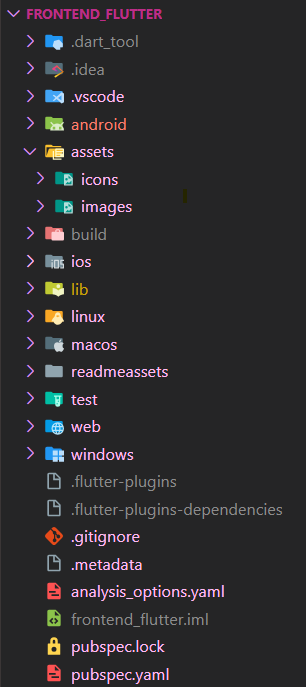 FRONTEND_FLUTTER
.dart_tool
.idea
.vscode
android
assets
icons
images
build
ios
lib
linux
macos
readmeassets
test
web
windows
.flutter-plugins
.flutter-plugins-dependencies
.gitignore
.metadata
analysis_options.yaml
frontend_flutter.iml
pubspec.lock
pubspec.yaml